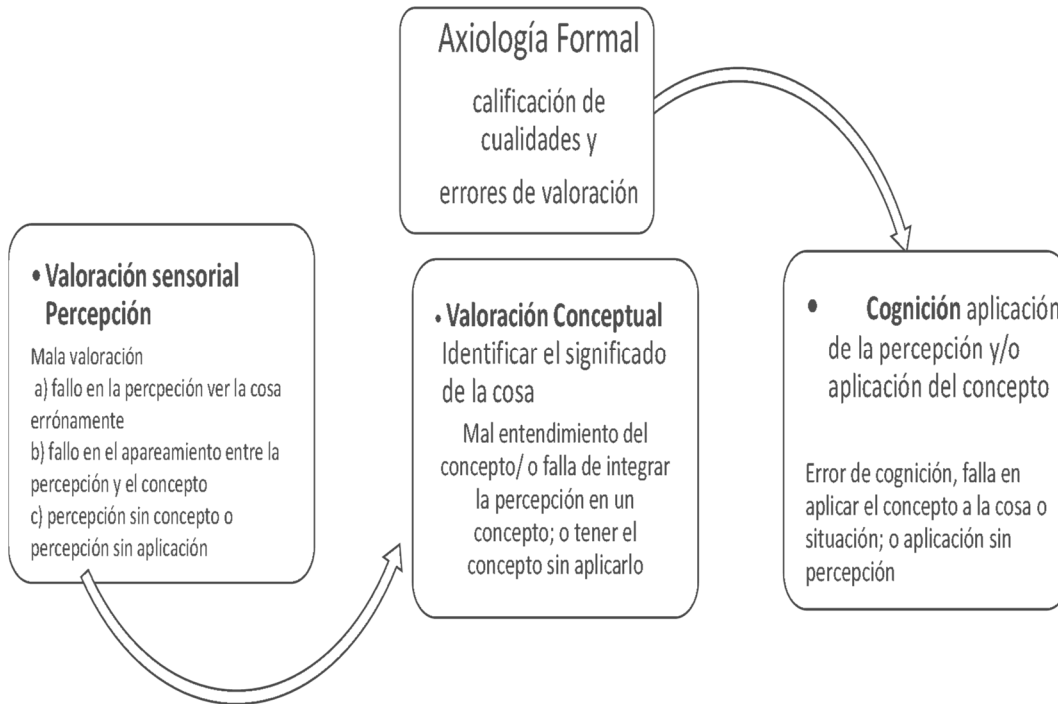 Axiología Formal
calificación de
cualidades y
errores de valoración
• Valoración sensorial
Percepción
Mala valoración
a) fallo en la percpeción ver la cosa
errónamente
b) fallo en el apareamiento entre la
percepción y el concepto
c) percepción sin concepto o
percepción sin aplicación
• Valoración Conceptual
Identificar el significado
de la cosa
Mal entendimiento del
concepto/ o falla de integrar
la percepción en un
concepto; o tener el
concepto sin aplicarlo
• Cognición aplicación
de la percepción y/o
aplicación del concepto
Error de cognición, falla en
aplicar el concepto a la cosa o
situación; o aplicación sin
percepción